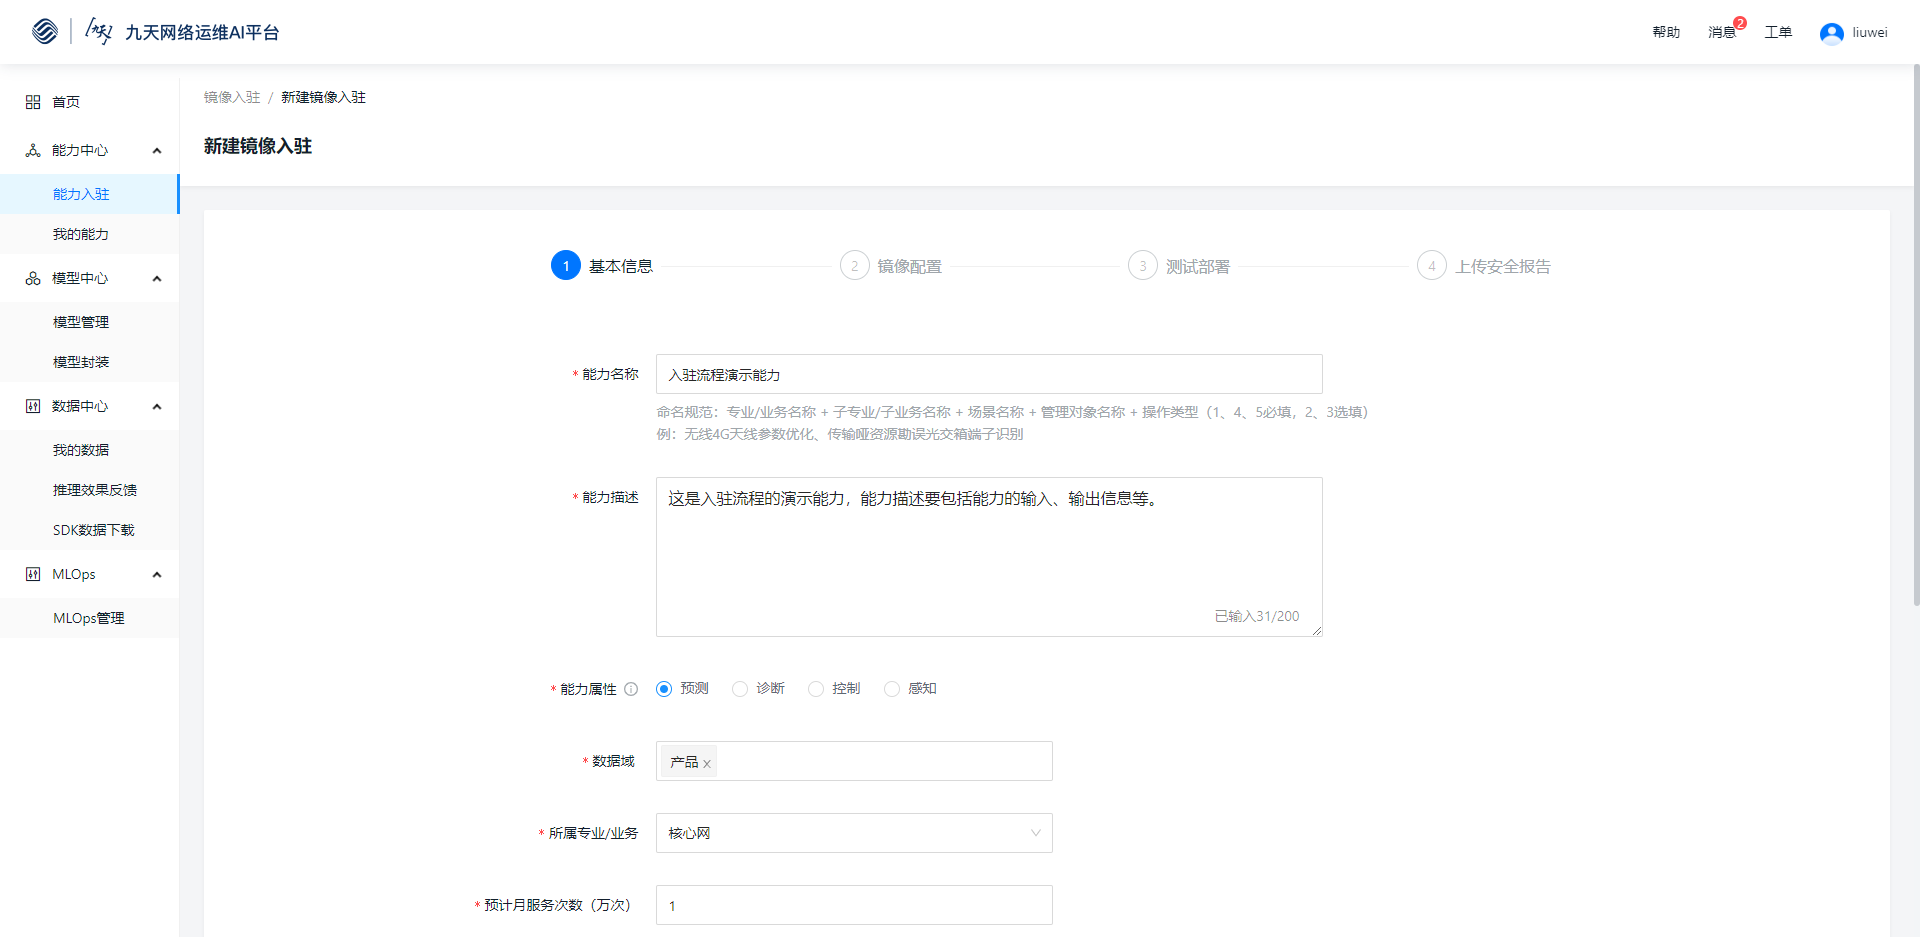 九天网络运维AI平台
帮助
消息
2
工单
liuwei
首页
能力中心
能力入驻
我的能力
模型中心
模型管理
模型封装
数据中心
我的数据
推理效果反馈
SDK数据下载
MLOps
MLOps管理
镜像入驻 / 新建镜像入驻
新建镜像入驻
1 基本信息
2 镜像配置
3 测试部署
4 上传安全报告
* 能力名称
入驻流程演示能力
命名规范：专业/业务名称 + 子专业/子业务名称 + 场景名称 + 管理对象名称 + 操作类型（1、4、5必填，2、3选填）
例：无线4G天线参数优化、传输哑资源勘误光交箱端子识别
* 能力描述
这是入驻流程的演示能力，能力描述要包括能力的输入、输出信息等。
已输入31/200
* 能力属性
预测
诊断
控制
感知
* 数据域
产品 x
* 所属专业/业务
核心网
* 预计月服务次数（万次）
1